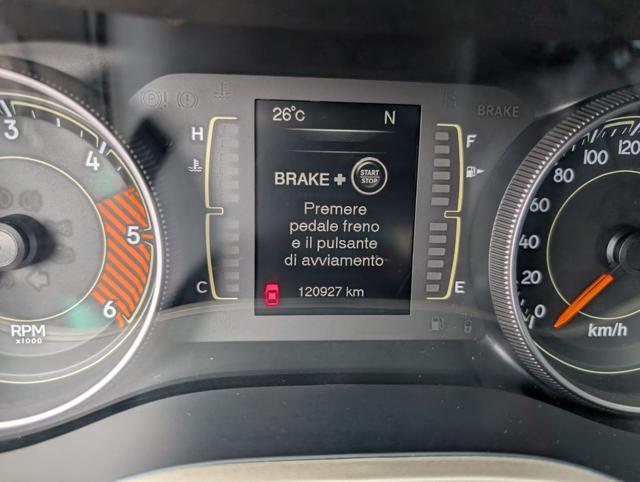 26°C N
BRAKE
H F
BRAKE + START STOP
Premere
pedale freno
e il pulsante
di avviamento
C E
120927 km
3 4 5 6
RPM
x1000
0 20 40 60 80 100 120
km/h